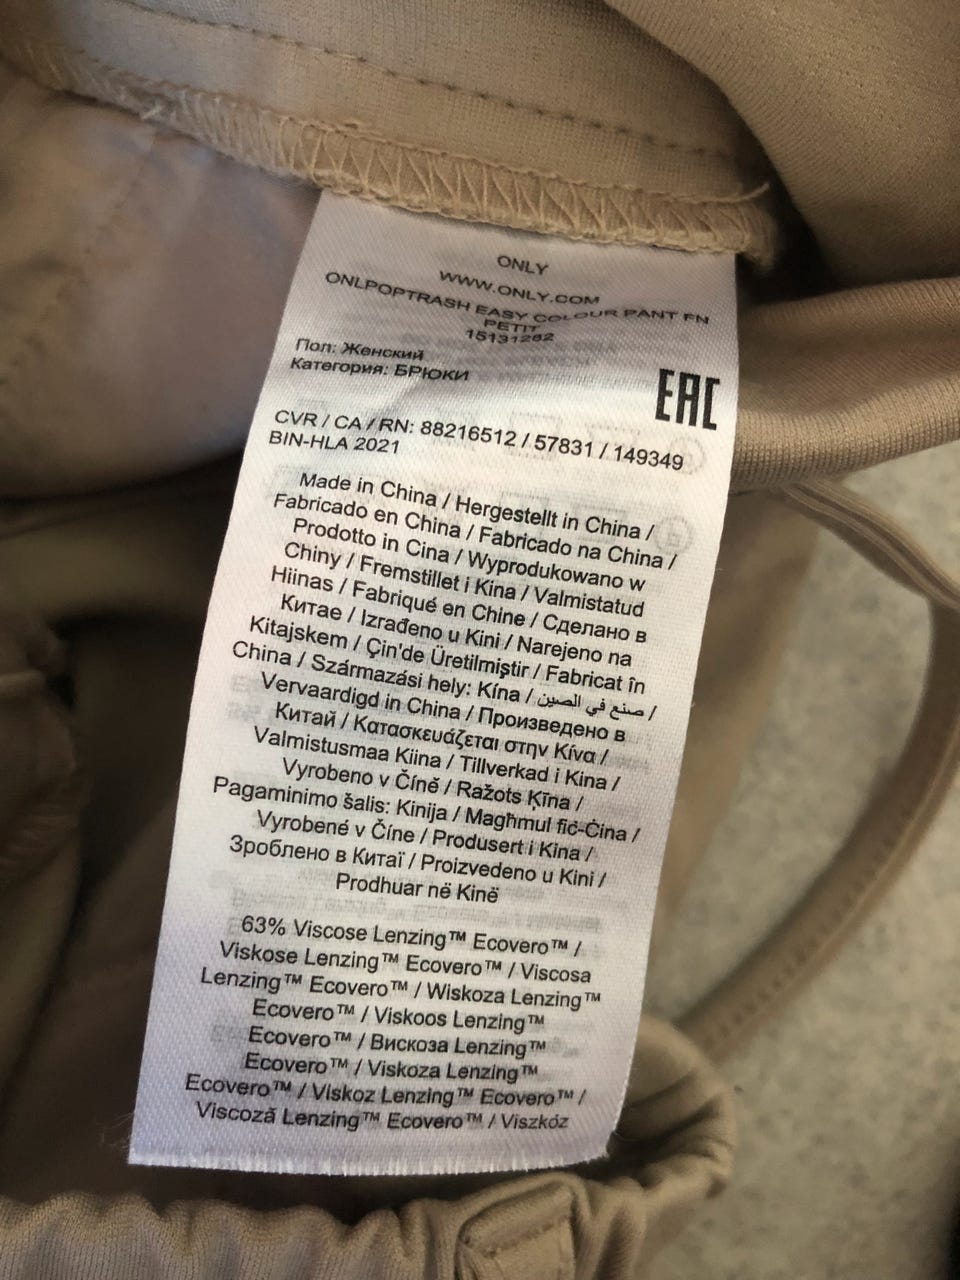 ONLY
WWW.ONLY.COM
ONLPOPTRASH EASY COLOUR PANT FN
PETIT
15131282
Пол: Женский
Категория: БРЮКИ
EAC
CVR / CA / RN: 88216512 / 57831 / 149349
BIN-HLA 2021
Made in China / Hergestellt in China /
Fabricado en China / Fabricado na China /
Prodotto in Cina / Wyprodukowano w
Chiny / Fremstillet i Kina / Valmistatud
Hiinas / Fabriqué en Chine / Сделано в
Китае / Izrađeno u Kini / Narejeno na
Kitajskem / Çin'de Üretilmiştir / Fabricat în
China / Származási hely: Kína / صنع في الصين /
Vervaardigd in China / Произведено в
Китай / Κατασκευάζεται στην Κίνα /
Valmistusmaa Kiina / Tillverkad i Kina /
Vyrobeno v Číně / Ražots Ķīna /
Pagaminimo šalis: Kinija / Magħmul fiċ-Ċina /
Vyrobené v Číne / Produsert i Kina /
Зроблено в Китаї / Proizvedeno u Kini /
Prodhuar në Kinë
63% Viscose Lenzing™ Ecovero™ /
Viskose Lenzing™ Ecovero™ / Viscosa
Lenzing™ Ecovero™ / Wiskoza Lenzing™
Ecovero™ / Viskoos Lenzing™
Ecovero™ / Вискоза Lenzing™
Ecovero™ / Viskoza Lenzing™
Ecovero™ / Viskoz Lenzing™ Ecovero™ /
Viscoză Lenzing™ Ecovero™ / Viszkóz